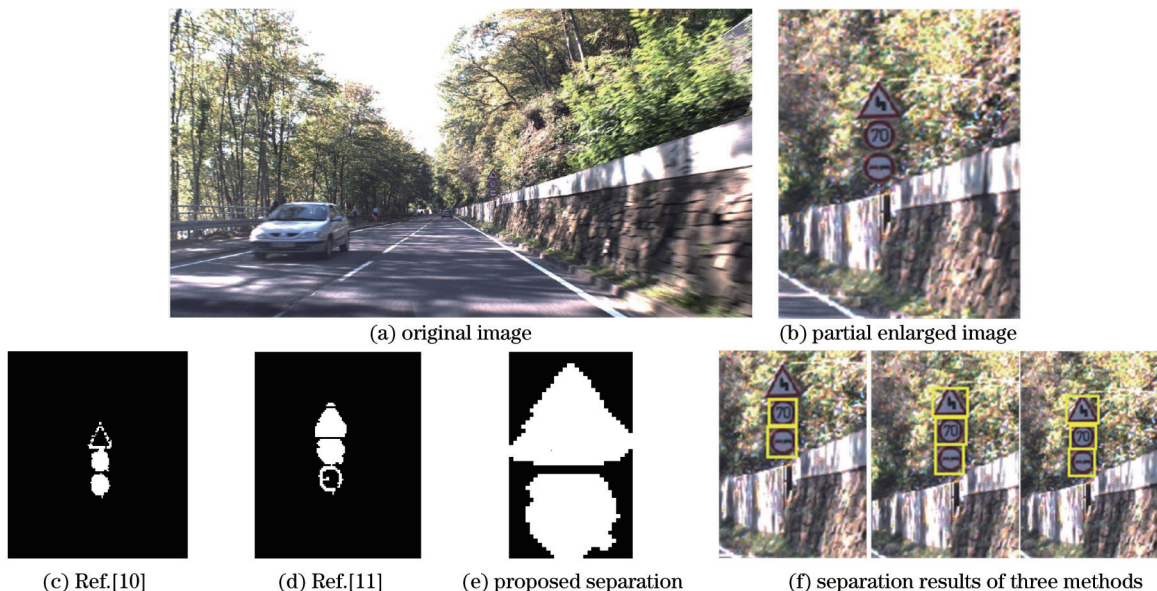 70
(a) original image
(b) partial enlarged image
70
70
70
(c) Ref.[10]
(d) Ref.[11]
(e) proposed separation
(f) separation results of three methods